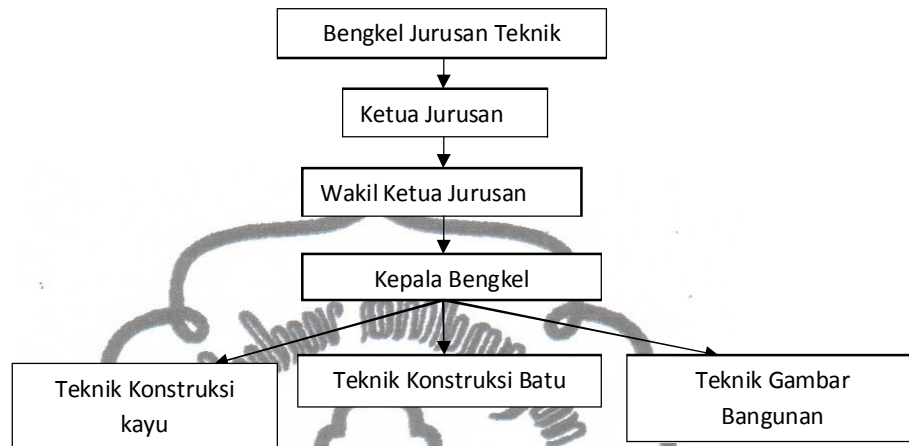 Bengkel Jurusan Teknik
Ketua Jurusan
Wakil Ketua Jurusan
Kepala Bengkel
Teknik Konstruksi
kayu
Teknik Konstruksi Batu
Teknik Gambar
Bangunan